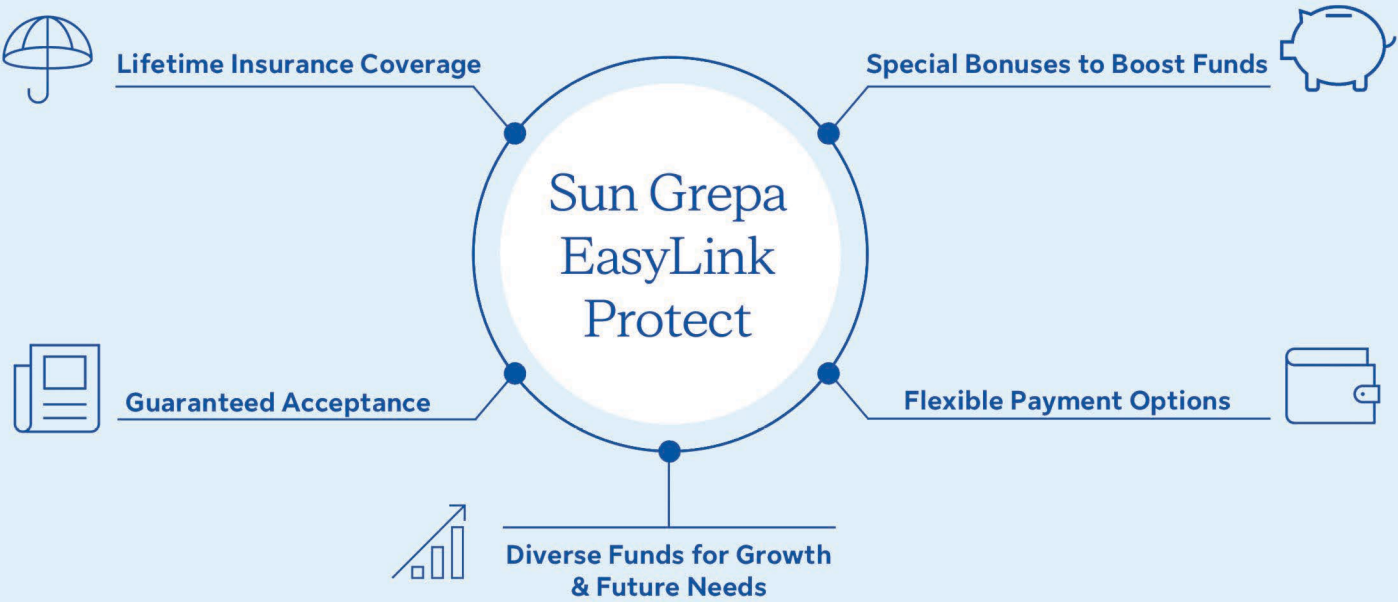 Lifetime Insurance Coverage
Special Bonuses to Boost Funds
Sun Grepa
EasyLink
Protect
Guaranteed Acceptance
Flexible Payment Options
Diverse Funds for Growth
& Future Needs